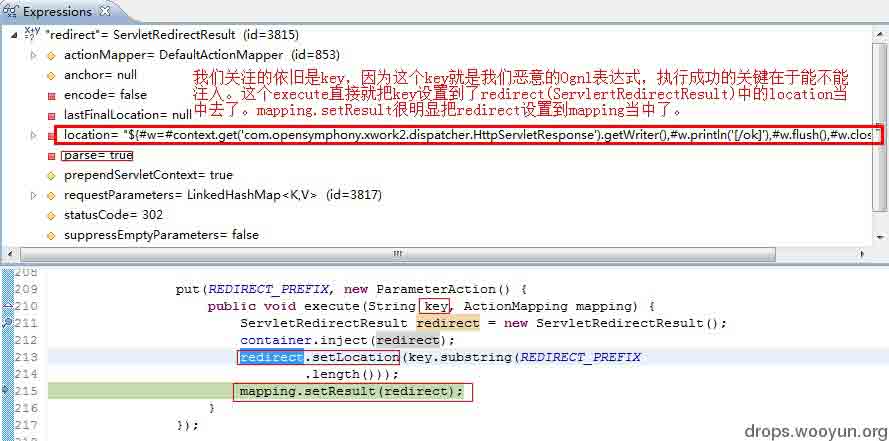 Expressions
"redirect"= ServletRedirectResult (id=3815)
actionMapper= DefaultActionMapper (id=853)
anchor= null
encode= false
lastFinalLocation= null
我们关注的依旧是key，因为这个key就是我们恶意的Ognl表达式，执行成功的关键在于能不能
注入。这个execute直接就把key设置到了redirect(ServlertRedirectResult)中的location当
中去了。mapping.setResult很明显把redirect设置到mapping当中了。
location= "${#w=#context.get('com.opensymphony.xwork2.dispatcher.HttpServletResponse').getWriter(),#w.println('[/ok]'),#w.flush(),#w.clos
parse= true
prependServletContext= true
requestParameters= LinkedHashMap<K,V> (id=3817)
statusCode= 302
suppressEmptyParameters= false
208
209 put(REDIRECT_PREFIX, new ParameterAction() {
210 public void execute(String key, ActionMapping mapping) {
211 ServletRedirectResult redirect = new ServletRedirectResult();
212 container.inject(redirect);
213 redirect.setLocation(key.substring(REDIRECT_PREFIX
214 .length()));
215 mapping.setResult(redirect);
216 }
217 });
218
drops.wooyun.org